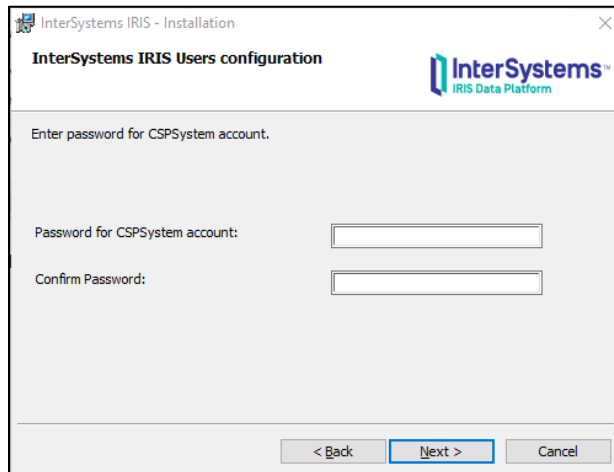 InterSystems IRIS - Installation
InterSystems IRIS Users configuration
InterSystems™
IRIS Data Platform
Enter password for CSPSystem account.
Password for CSPSystem account:
Confirm Password:
< Back
Next >
Cancel